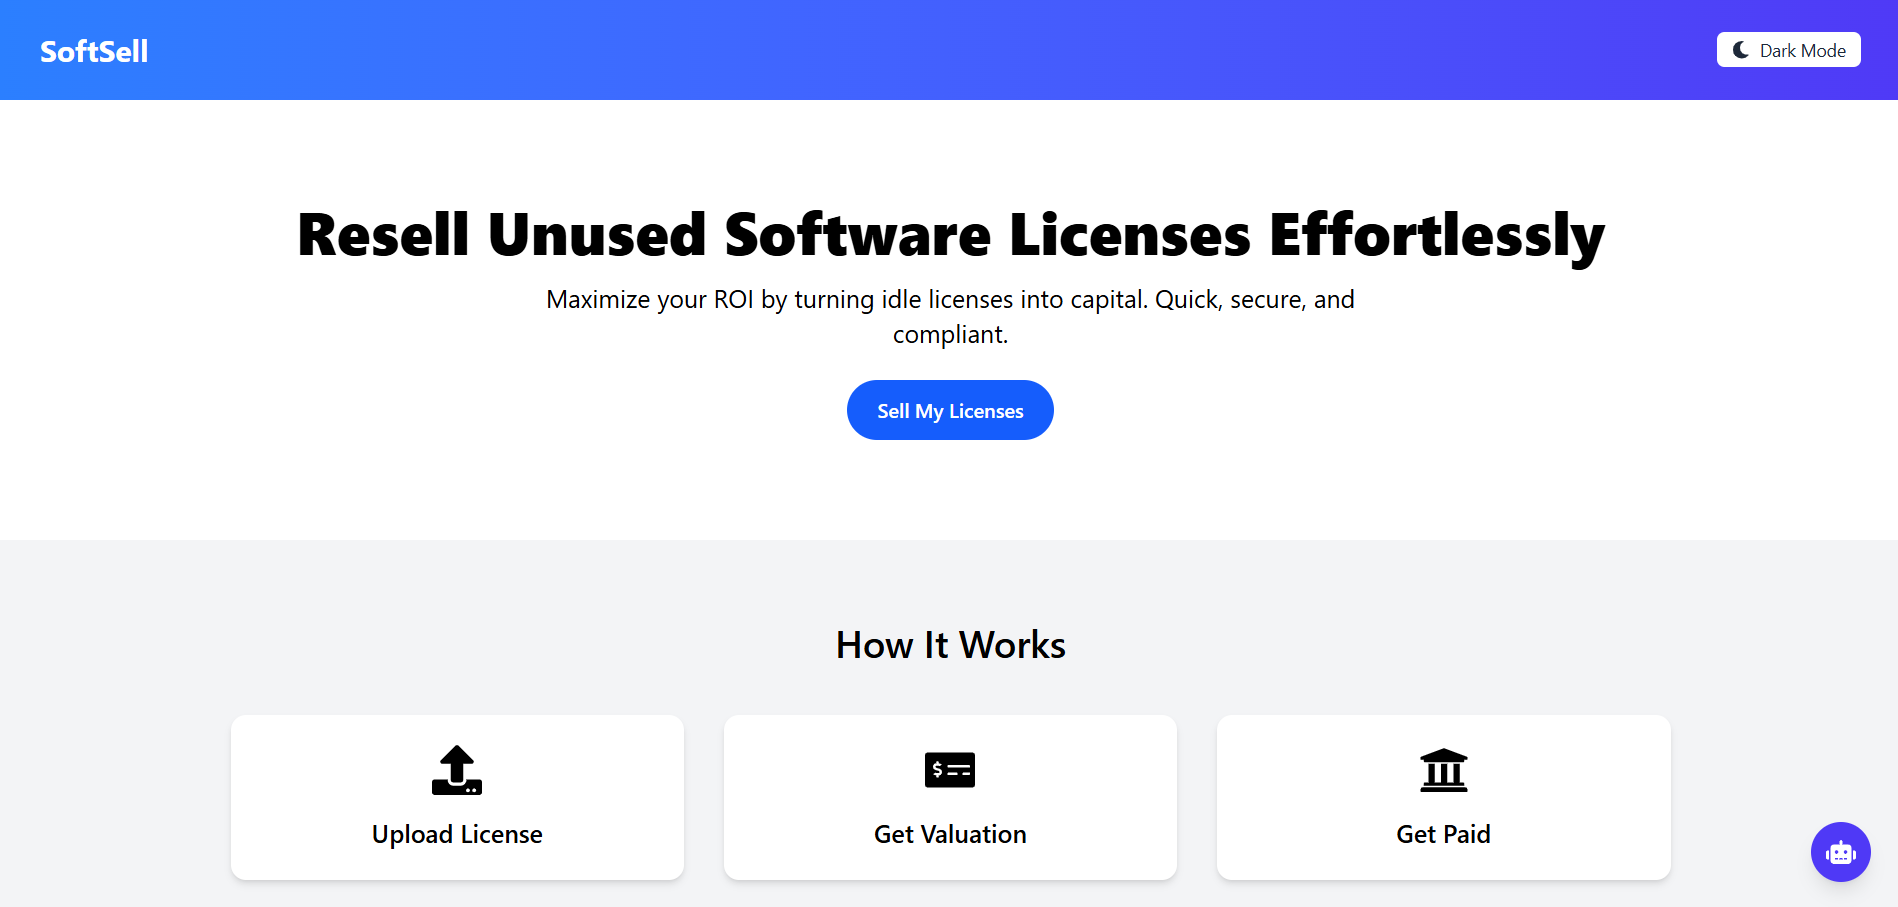 SoftSell
Dark Mode
Resell Unused Software Licenses Effortlessly
Maximize your ROI by turning idle licenses into capital. Quick, secure, and
compliant.
Sell My Licenses
How It Works
$
Upload License
Get Valuation
Get Paid